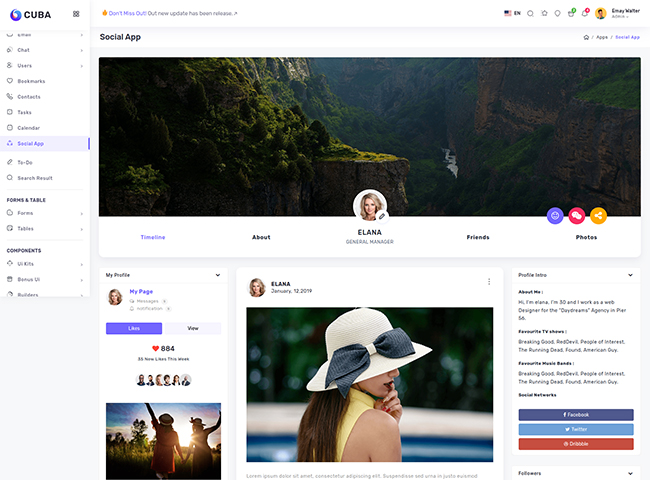 CUBA
Don't Miss Out! Out new update has been release.
EN
Emay Walter
ADMIN
Email
Chat
Users
Bookmarks
Contacts
Tasks
Calendar
Social App
To-Do
Search Result
FORMS & TABLE
Forms
Tables
COMPONENTS
Ui Kits
Bonus Ui
Builders
Social App
/ Apps / Social App
Timeline
About
ELANA
GENERAL MANAGER
Friends
Photos
My Profile
My Page
Messages
notification
Likes
View
884
35 New Likes This Week
ELANA
January, 12,2019
Lorem ipsum dolor sit amet, consectetur adipiscing elit. Suspendisse sed urna in justo euismod
Profile Intro
About Me :
Hi, I'm elana, I'm 30 and I work as a web
Designer for the "Daydreams" Agency in Pier
56.
Favourite TV shows :
Breaking Good, RedDevil, People of Interest,
The Running Dead, Found, American Guy.
Favourite Music Bands :
Breaking Good, RedDevil, People of Interest,
The Running Dead, Found, American Guy.
Social Networks
Facebook
Twitter
Dribbble
Followers